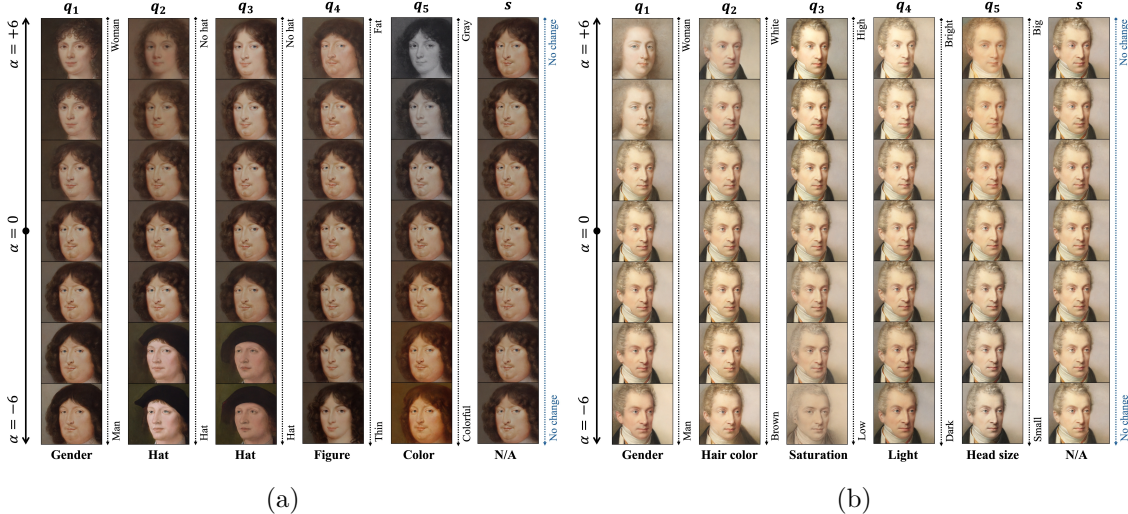 q₁ q₂ q₃ q₄ q₅ s
α = +6
α = 0
α = −6
Woman
Man
No hat
Hat
No hat
Hat
Fat
Thin
Gray
Colorful
No change
No change
Gender Hat Hat Figure Color N/A
(a)
q₁ q₂ q₃ q₄ q₅ s
α = +6
α = 0
α = −6
Woman
Man
White
Brown
High
Low
Bright
Dark
Big
Small
No change
No change
Gender Hair color Saturation Light Head size N/A
(b)